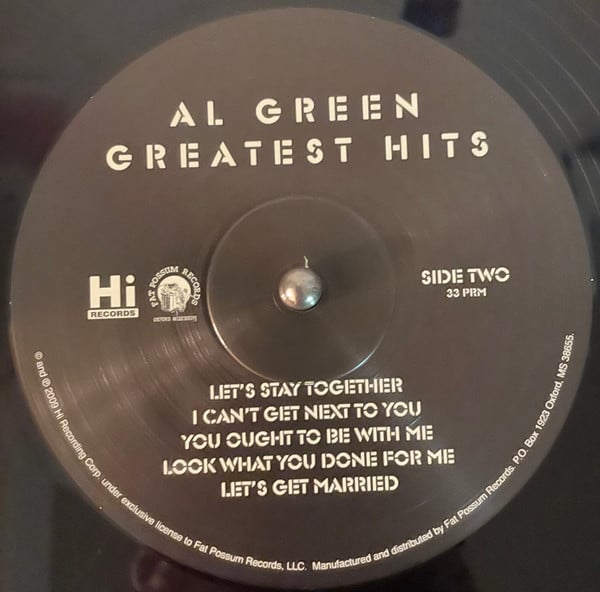 AL GREEN
GREATEST HITS
Hi
RECORDS
FAT POSSUM RECORDS
SIDE TWO
33 PRM
LET'S STAY TOGETHER
I CAN'T GET NEXT TO YOU
YOU OUGHT TO BE WITH ME
LOOK WHAT YOU DONE FOR ME
LET'S GET MARRIED
© and ℗ 2009 Hi Recording Corp. under exclusive license to Fat Possum Records, LLC. Manufactured and distributed by Fat Possum Records. P.O. Box 1923 Oxford, MS 38655.